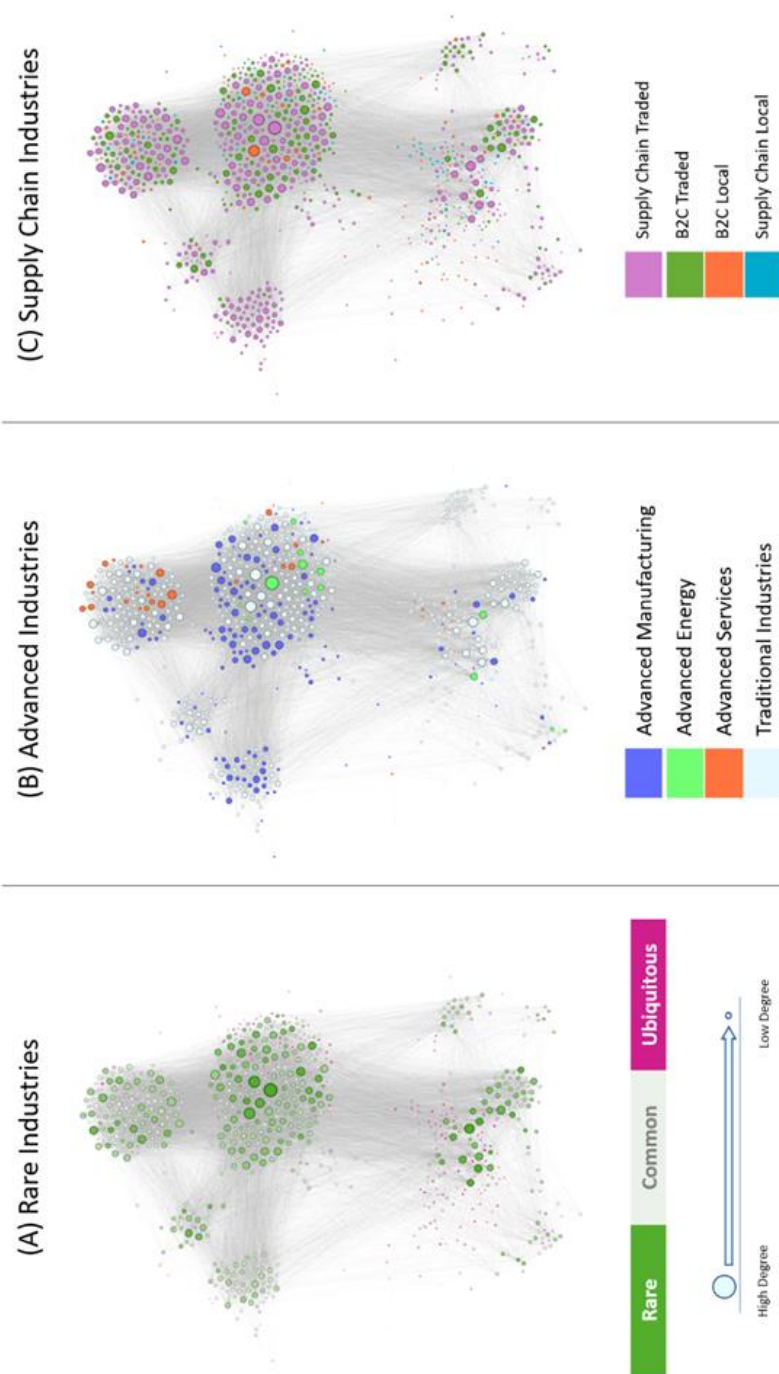 (A) Rare Industries
Rare
Common
Ubiquitous
High Degree
Low Degree
(B) Advanced Industries
Advanced Manufacturing
Advanced Energy
Advanced Services
Traditional Industries
(C) Supply Chain Industries
Supply Chain Traded
B2C Traded
B2C Local
Supply Chain Local